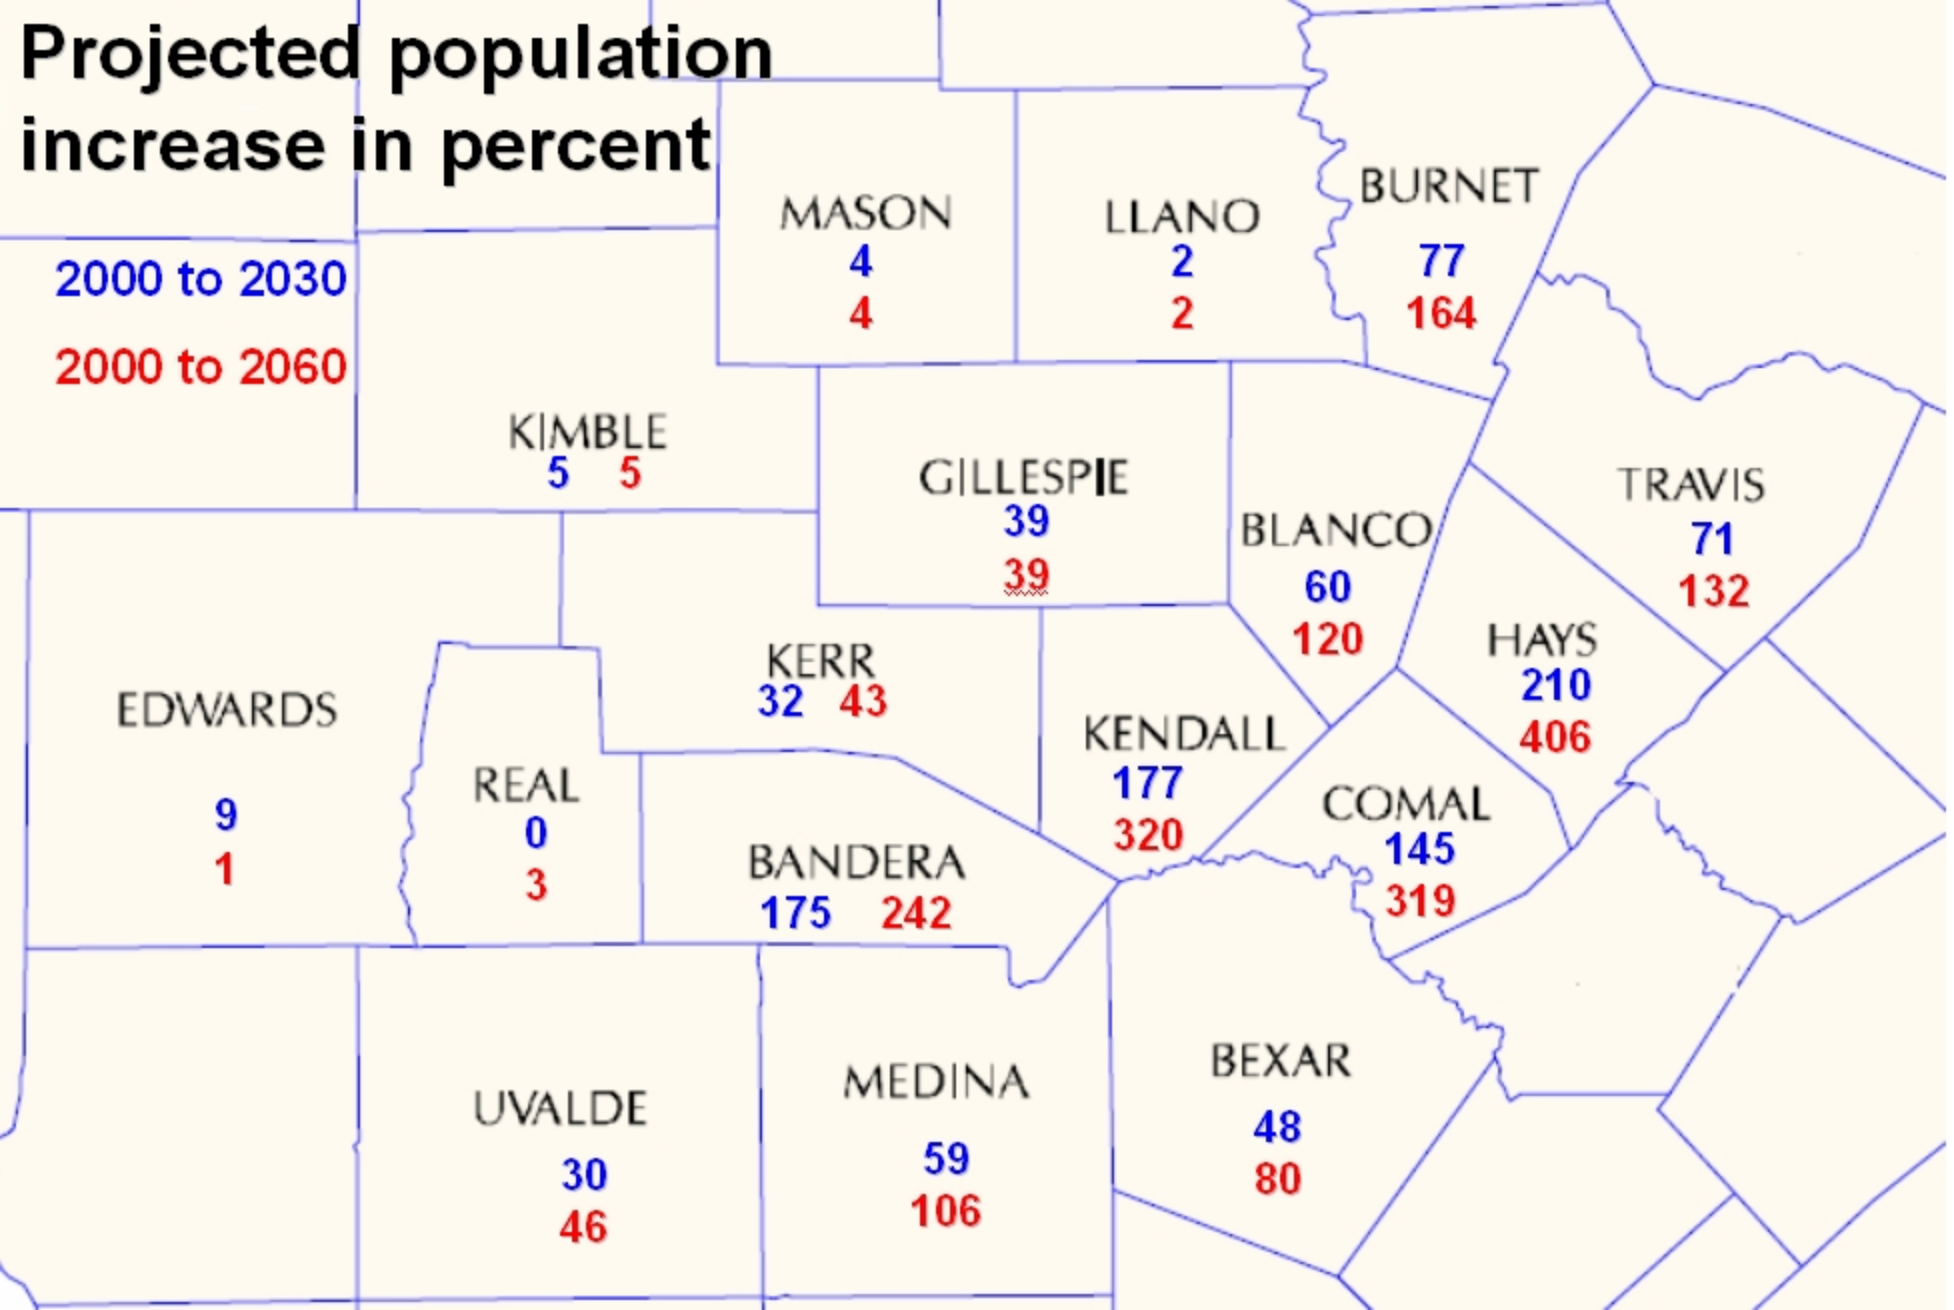 Projected population
increase in percent
2000 to 2030
2000 to 2060
MASON
4
4
LLANO
2
2
BURNET
77
164
KIMBLE
5 5
GILLESPIE
39
39
BLANCO
60
120
TRAVIS
71
132
HAYS
210
406
EDWARDS
9
1
REAL
0
3
KERR
32 43
KENDALL
177
320
COMAL
145
319
BANDERA
175 242
UVALDE
30
46
MEDINA
59
106
BEXAR
48
80